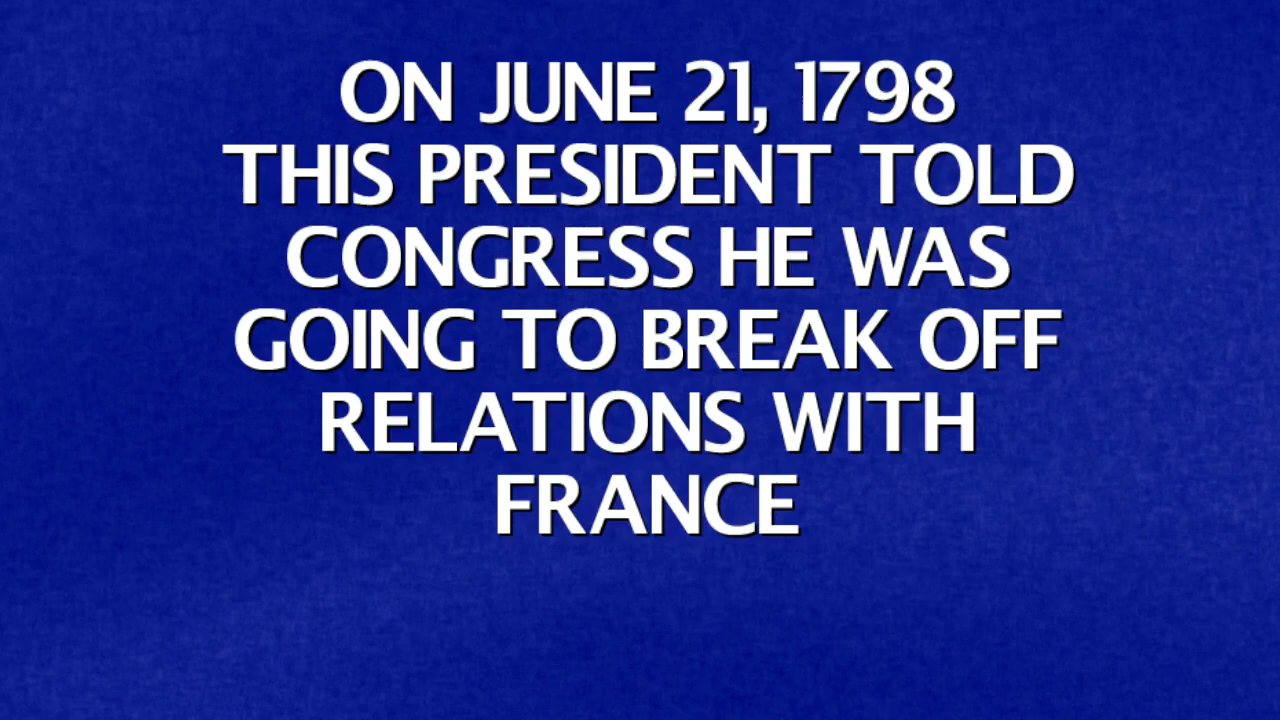 ON JUNE 21, 1798
THIS PRESIDENT TOLD
CONGRESS HE WAS
GOING TO BREAK OFF
RELATIONS WITH
FRANCE